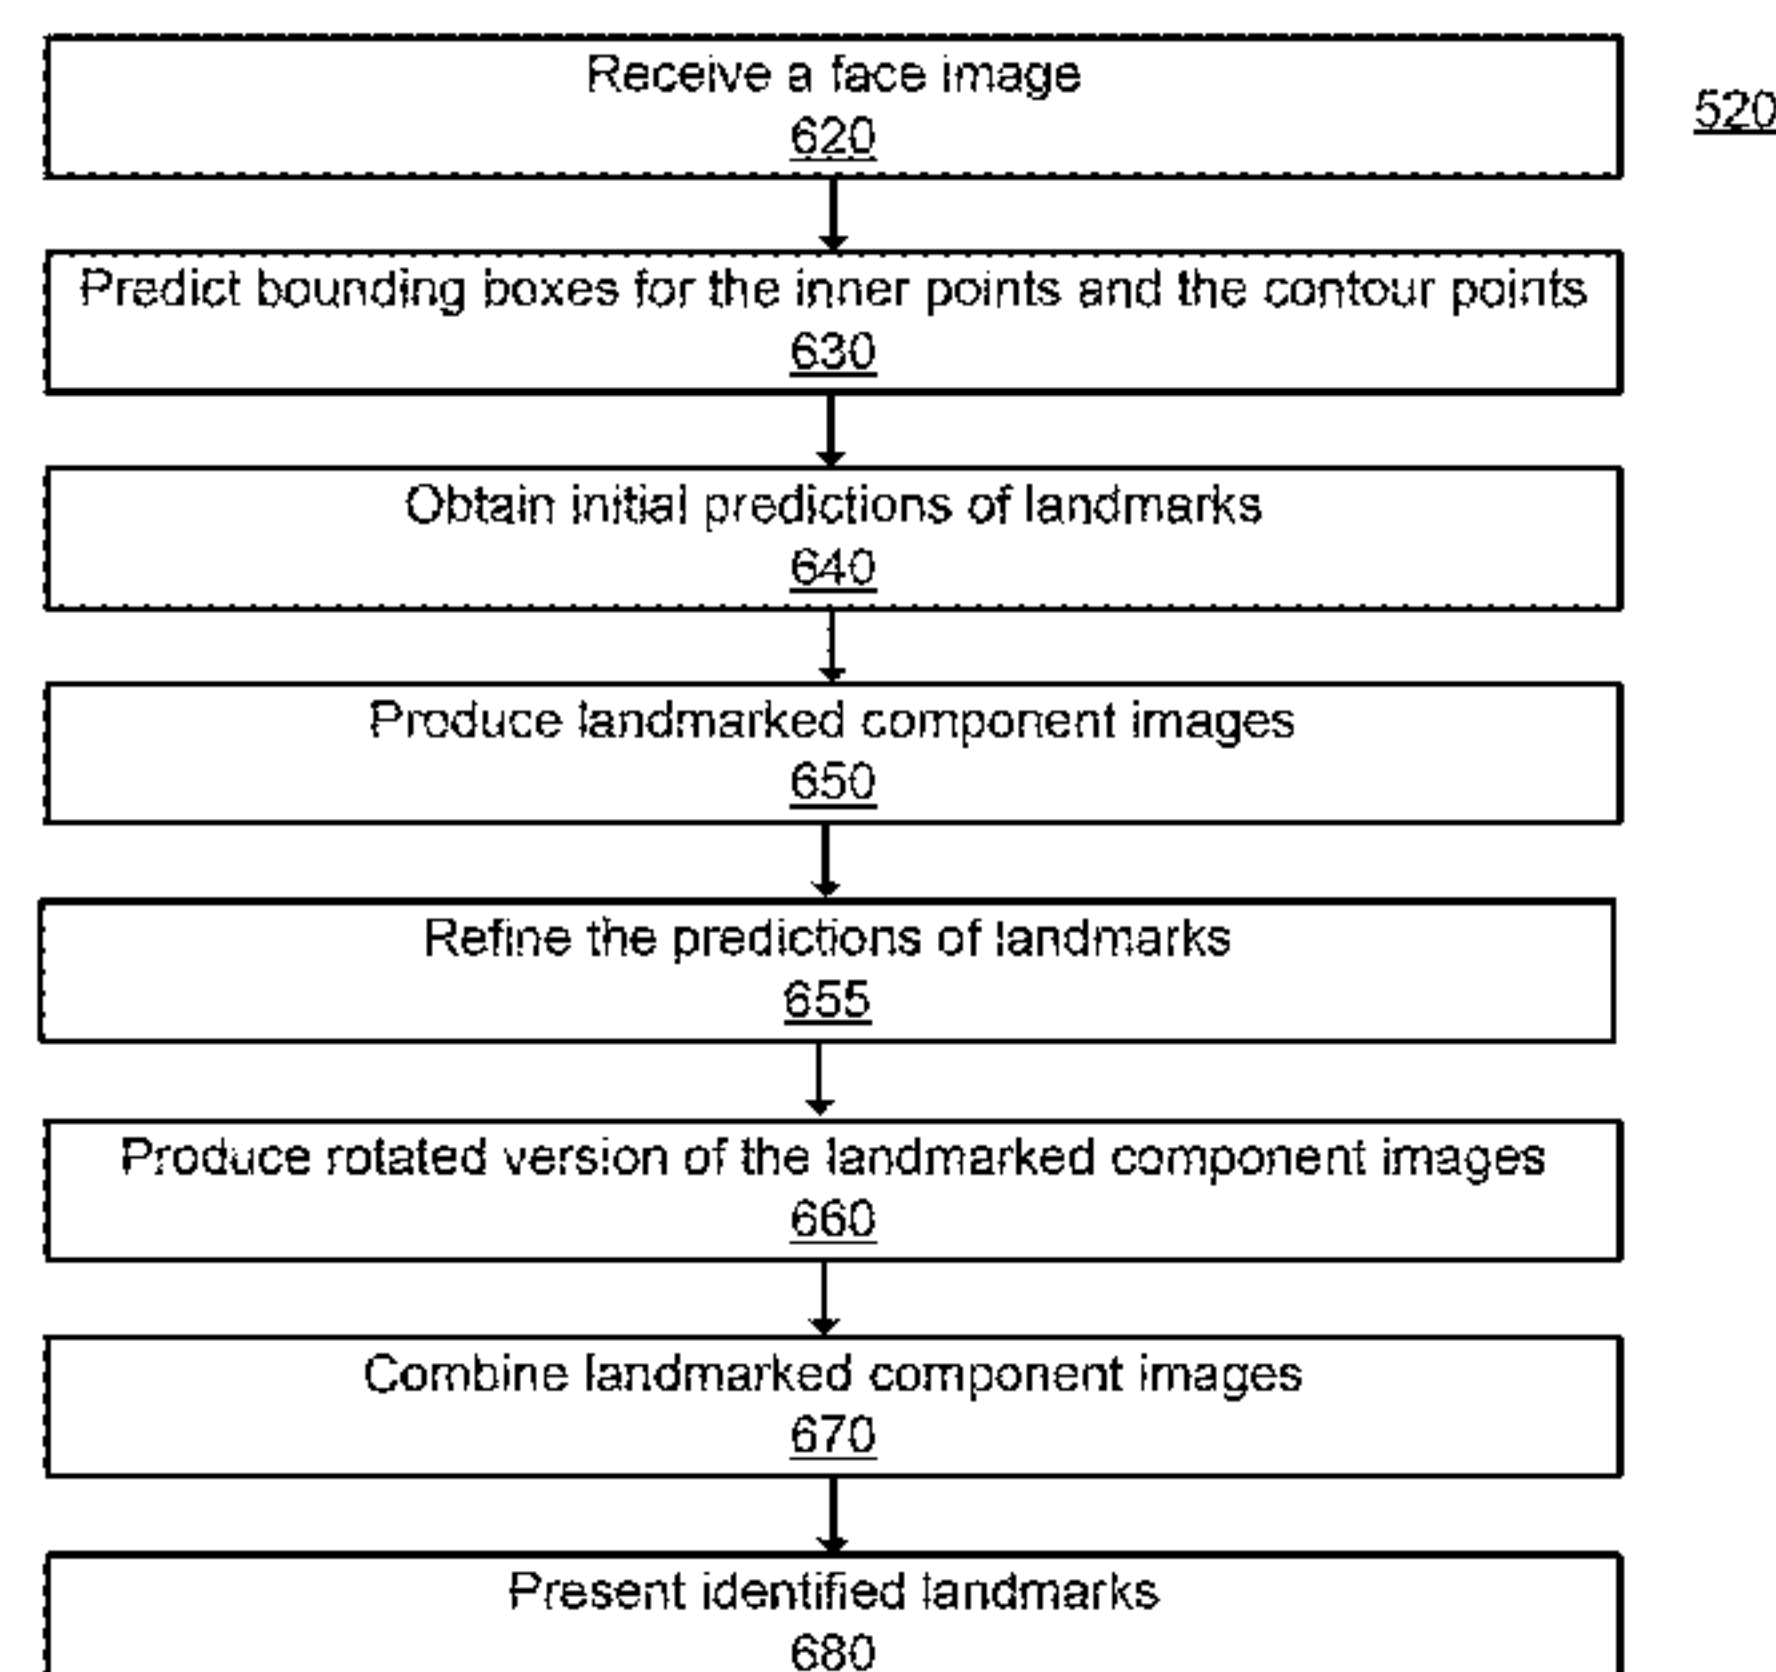 Receive a face image
620
520
Predict bounding boxes for the inner points and the contour points
630
Obtain initial predictions of landmarks
640
Produce landmarked component images
650
Refine the predictions of landmarks
655
Produce rotated version of the landmarked component images
660
Combine landmarked component images
670
Present identified landmarks
680